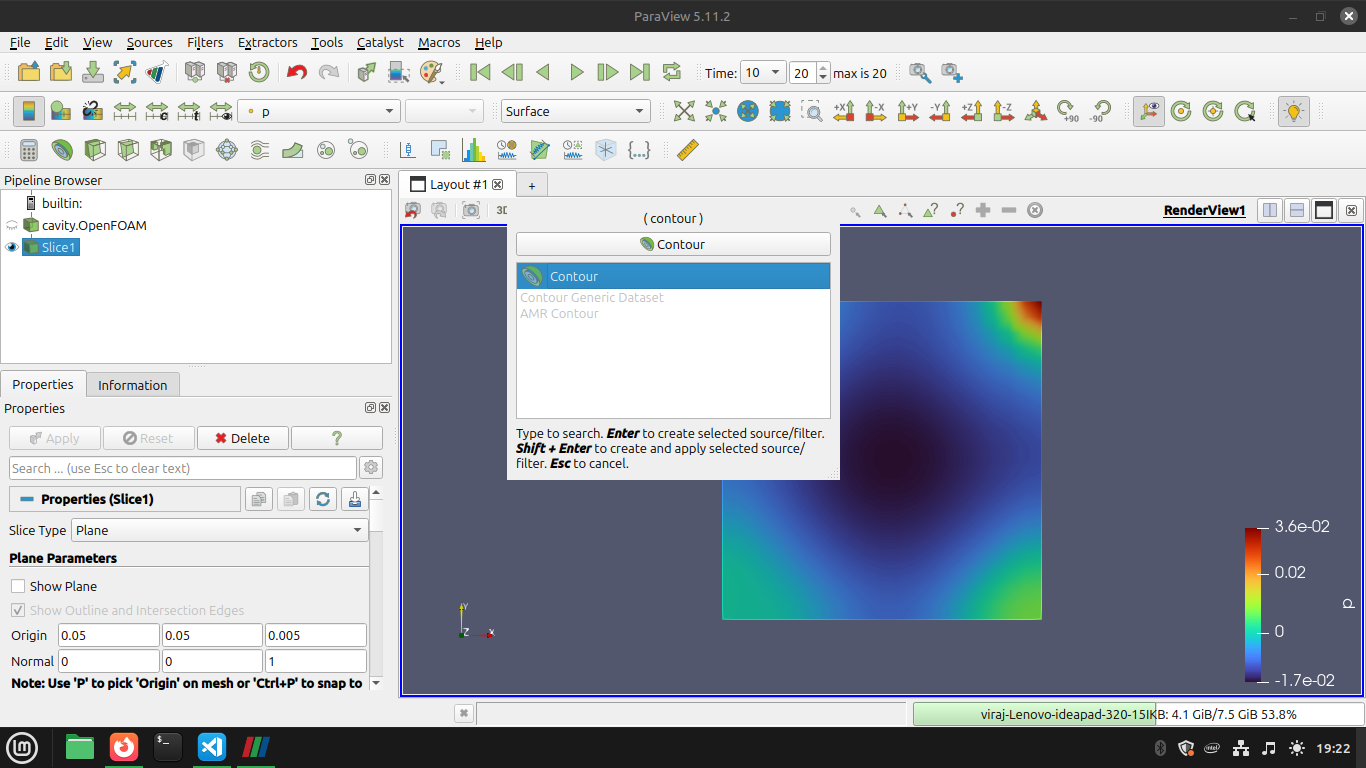 ParaView 5.11.2
File Edit View Sources Filters Extractors Tools Catalyst Macros Help
Time: 10 20 max is 20
p Surface +X -X +Y -Y +Z -Z +90 -90
Pipeline Browser
builtin:
cavity.OpenFOAM
Slice1
Layout #1 +
3D
RenderView1
( contour )
Contour
Contour
Contour Generic Dataset
AMR Contour
Type to search. Enter to create selected source/filter.
Shift + Enter to create and apply selected source/
filter. Esc to cancel.
Properties Information
Properties
Apply Reset Delete ?
Search ... (use Esc to clear text)
Properties (Slice1)
Slice Type Plane
Plane Parameters
Show Plane
Show Outline and Intersection Edges
Origin 0.05 0.05 0.005
Normal 0 0 1
Note: Use 'P' to pick 'Origin' on mesh or 'Ctrl+P' to snap to
Y
Z X
3.6e-02
0.02
0
-1.7e-02
p
viraj-Lenovo-ideapad-320-15IKB: 4.1 GiB/7.5 GiB 53.8%
19:22